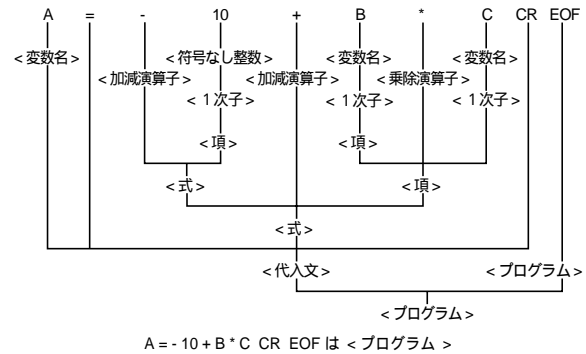 A = - 10 + B * C CR EOF
<変数名> <符号なし整数> <変数名> <変数名>
<加減演算子> <加減演算子> <乗除演算子>
<１次子> <１次子> <１次子>
<項> <項>
<式> <項>
<式>
<代入文> <プログラム>
<プログラム>
A = - 10 + B * C CR EOF は <プログラム>